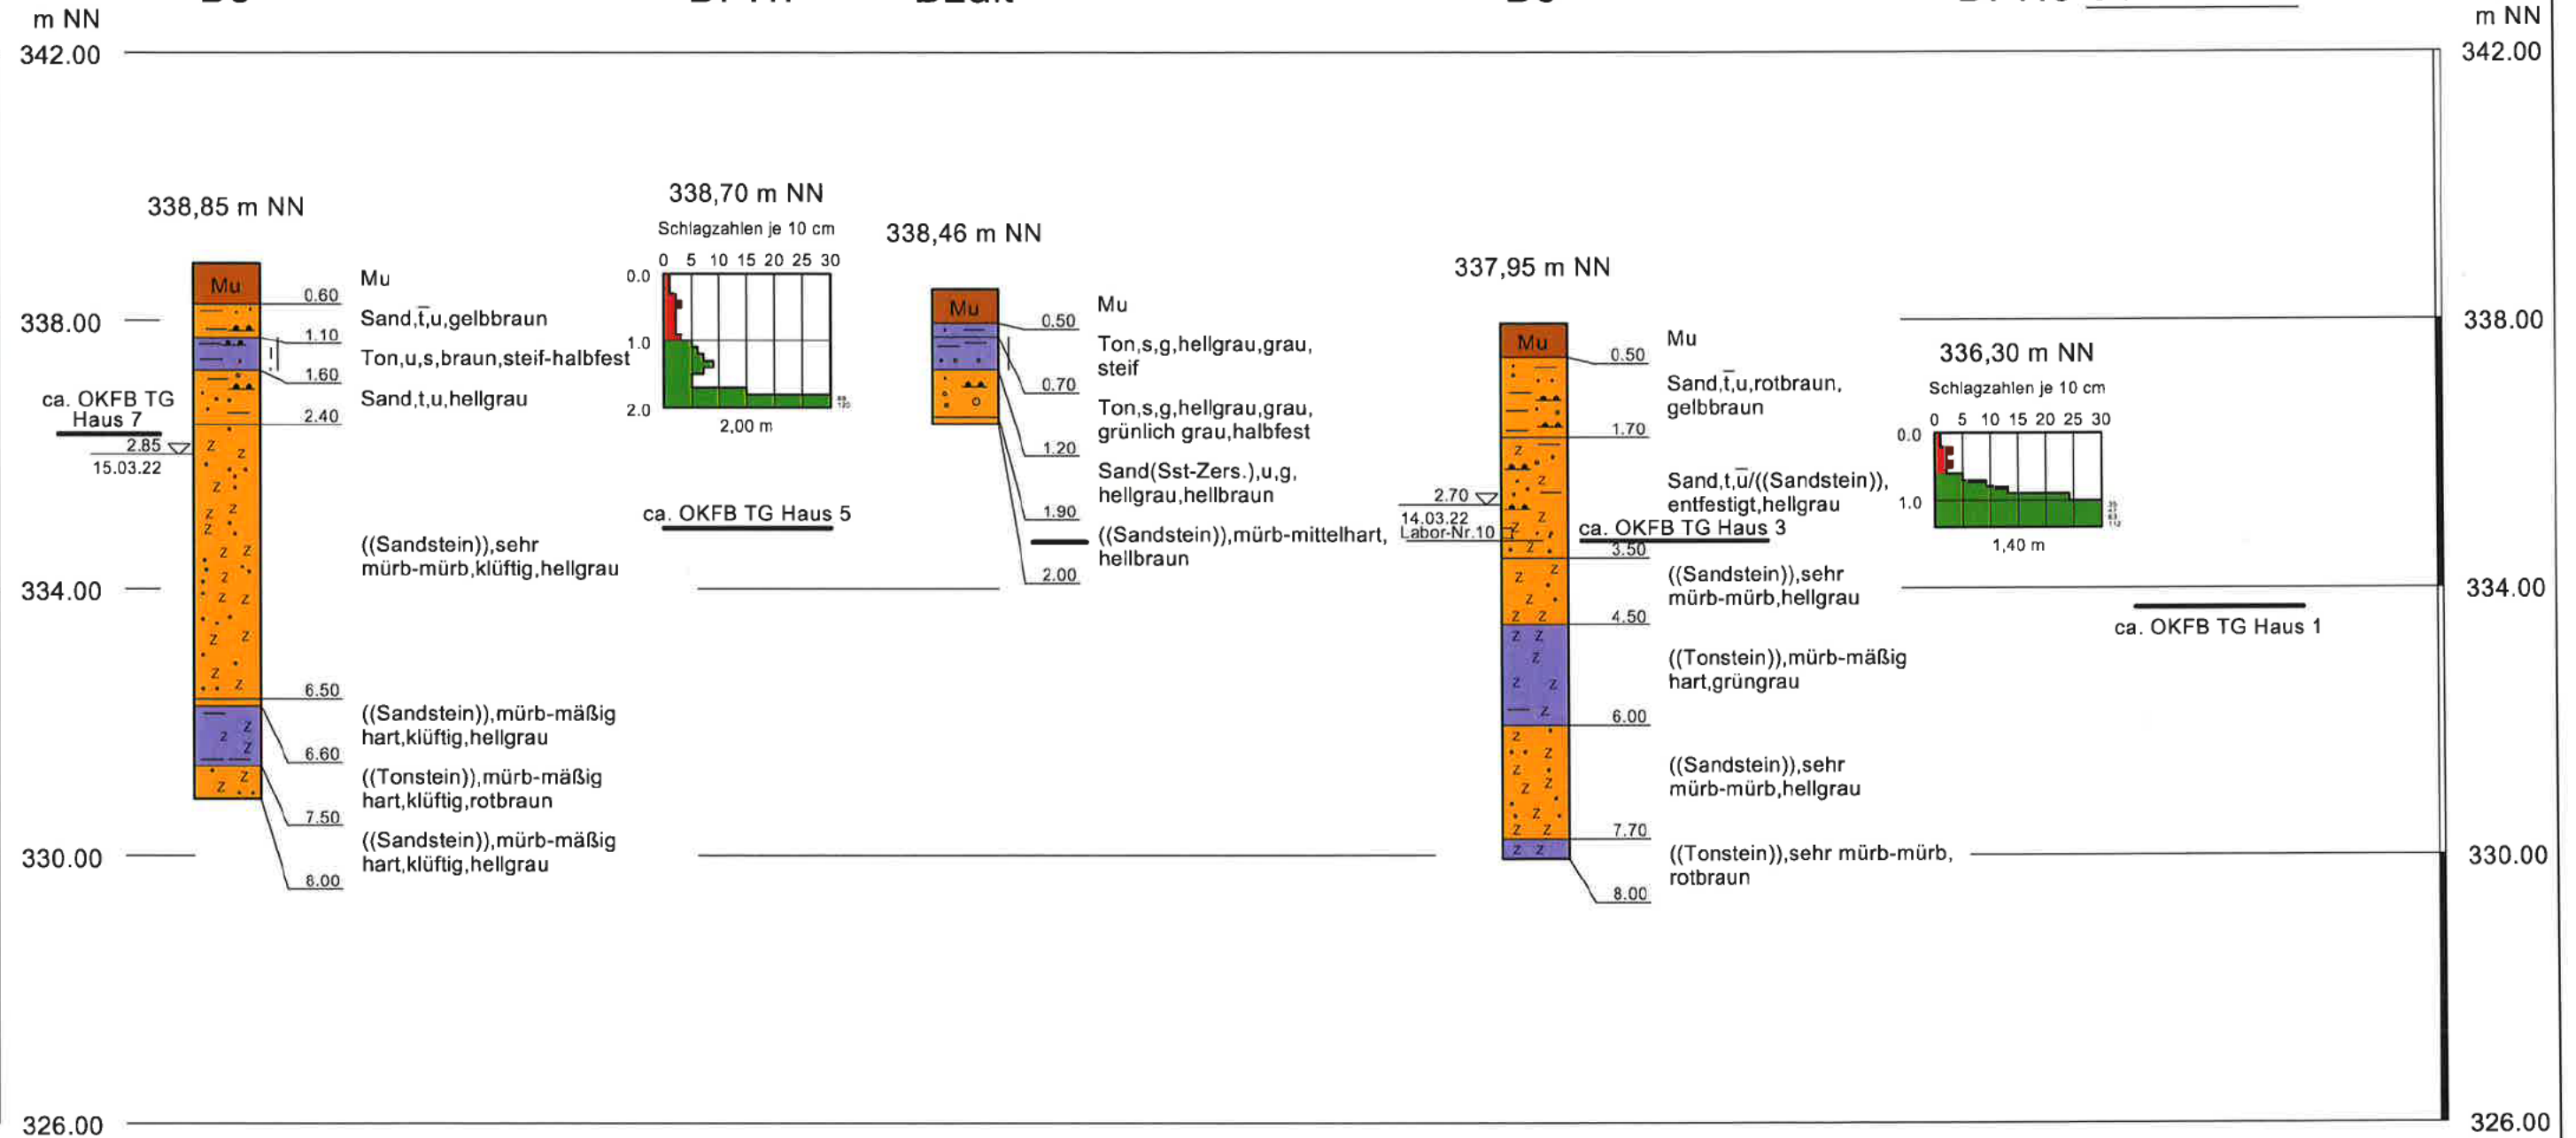 m NN
342.00
338.00
334.00
330.00
326.00
338,85 m NN
Mu
0.60
1.10
1.60
2.40
6.50
6.60
7.50
8.00
Mu
Sand,t̅,u,gelbbraun
Ton,u,s,braun,steif-halbfest
Sand,t,u,hellgrau
((Sandstein)),sehr
mürb-mürb,klüftig,hellgrau
((Sandstein)),mürb-mäßig
hart,klüftig,hellgrau
((Tonstein)),mürb-mäßig
hart,klüftig,rotbraun
((Sandstein)),mürb-mäßig
hart,klüftig,hellgrau
ca. OKFB TG
Haus 7
2.85
15.03.22
338,70 m NN
Schlagzahlen je 10 cm
0 5 10 15 20 25 30
0.0
1.0
2.0
2,00 m
ca. OKFB TG Haus 5
338,46 m NN
Mu
0.50
0.70
1.20
1.90
2.00
Mu
Ton,s,g,hellgrau,grau,
steif
Ton,s,g,hellgrau,grau,
grünlich grau,halbfest
Sand(Sst-Zers.),u,g,
hellgrau,hellbraun
((Sandstein)),mürb-mittelhart,
hellbraun
337,95 m NN
Mu
0.50
1.70
3.50
4.50
6.00
7.70
8.00
Mu
Sand,t̅,u,rotbraun,
gelbbraun
Sand,t,u̅/((Sandstein)),
entfestigt,hellgrau
ca. OKFB TG Haus 3
((Sandstein)),sehr
mürb-mürb,hellgrau
((Tonstein)),mürb-mäßig
hart,grüngrau
((Sandstein)),sehr
mürb-mürb,hellgrau
((Tonstein)),sehr mürb-mürb,
rotbraun
2.70
14.03.22
Labor-Nr.10
336,30 m NN
Schlagzahlen je 10 cm
0 5 10 15 20 25 30
0.0
1.0
1,40 m
ca. OKFB TG Haus 1
m NN
342.00
338.00
334.00
330.00
326.00